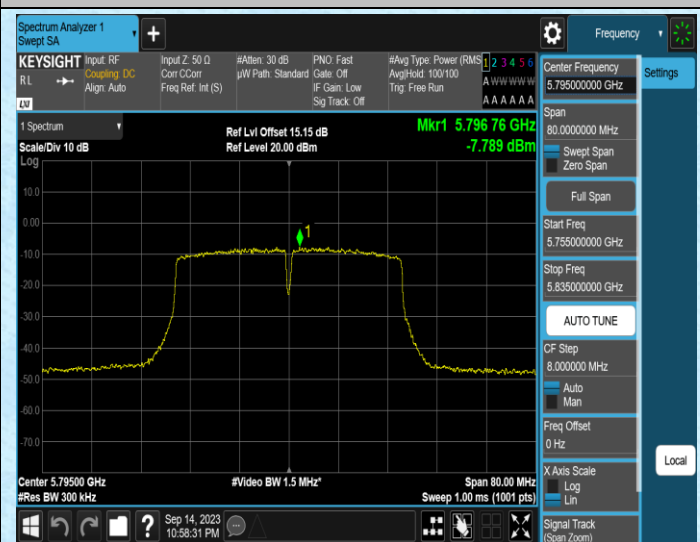 Spectrum Analyzer 1
Swept SA
+
Frequency
KEYSIGHT
RL
LXI
Input: RF
Coupling: DC
Align: Auto
Input Z: 50 Ω
Corr CCorr
Freq Ref: Int (S)
#Atten: 30 dB
µW Path: Standard
PNO: Fast
Gate: Off
IF Gain: Low
Sig Track: Off
#Avg Type: Power (RMS
Avg|Hold: 100/100
Trig: Free Run
1 2 3 4 5 6
A W W W W W
A A A A A A
1 Spectrum
Scale/Div 10 dB
Log
Ref Lvl Offset 15.15 dB
Ref Level 20.00 dBm
Mkr1 5.796 76 GHz
-7.789 dBm
10.0
0.00
-10.0
-20.0
-30.0
-40.0
-50.0
-60.0
-70.0
1
Center 5.79500 GHz
#Res BW 300 kHz
#Video BW 1.5 MHz*
Span 80.00 MHz
Sweep 1.00 ms (1001 pts)
Sep 14, 2023
10:58:31 PM
?
Center Frequency
5.795000000 GHz
Span
80.0000000 MHz
Swept Span
Zero Span
Full Span
Start Freq
5.755000000 GHz
Stop Freq
5.835000000 GHz
AUTO TUNE
CF Step
8.000000 MHz
Auto
Man
Freq Offset
0 Hz
X Axis Scale
Log
Lin
Signal Track
(Span Zoom)
Settings
Local